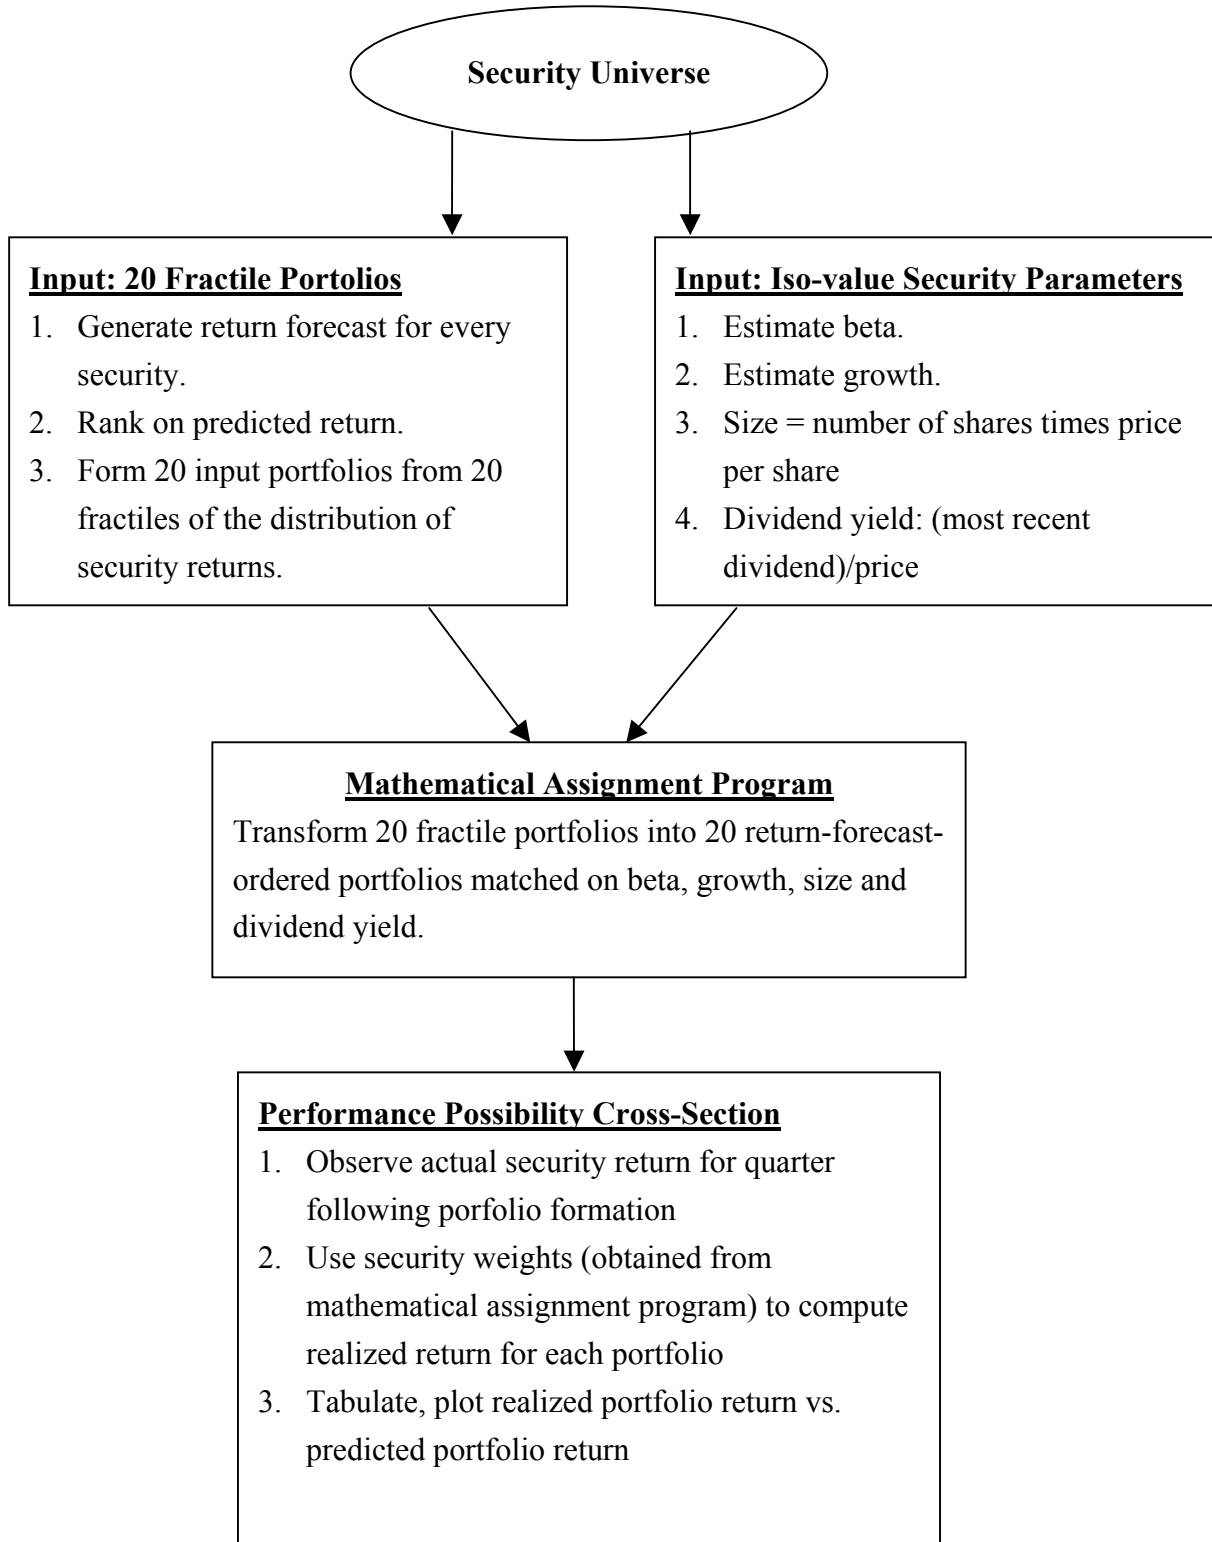 Security Universe
Input: 20 Fractile Portolios
1. Generate return forecast for every
security.
2. Rank on predicted return.
3. Form 20 input portfolios from 20
fractiles of the distribution of
security returns.
Input: Iso-value Security Parameters
1. Estimate beta.
2. Estimate growth.
3. Size = number of shares times price
per share
4. Dividend yield: (most recent
dividend)/price
Mathematical Assignment Program
Transform 20 fractile portfolios into 20 return-forecast-
ordered portfolios matched on beta, growth, size and
dividend yield.
Performance Possibility Cross-Section
1. Observe actual security return for quarter
following porfolio formation
2. Use security weights (obtained from
mathematical assignment program) to compute
realized return for each portfolio
3. Tabulate, plot realized portfolio return vs.
predicted portfolio return